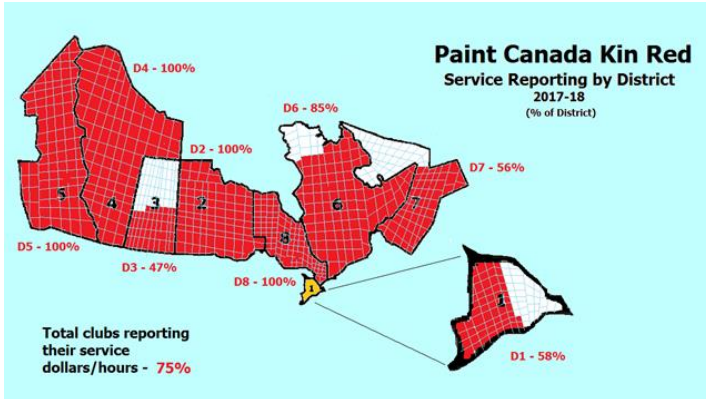 Paint Canada Kin Red
Service Reporting by District
2017-18
(% of District)
D4 - 100%
D6 - 85%
D2 - 100%
D7 - 56%
5
4
3
2
6
7
8
D5 - 100%
D3 - 47%
D8 - 100%
1
1
D1 - 58%
Total clubs reporting
their service
dollars/hours - 75%